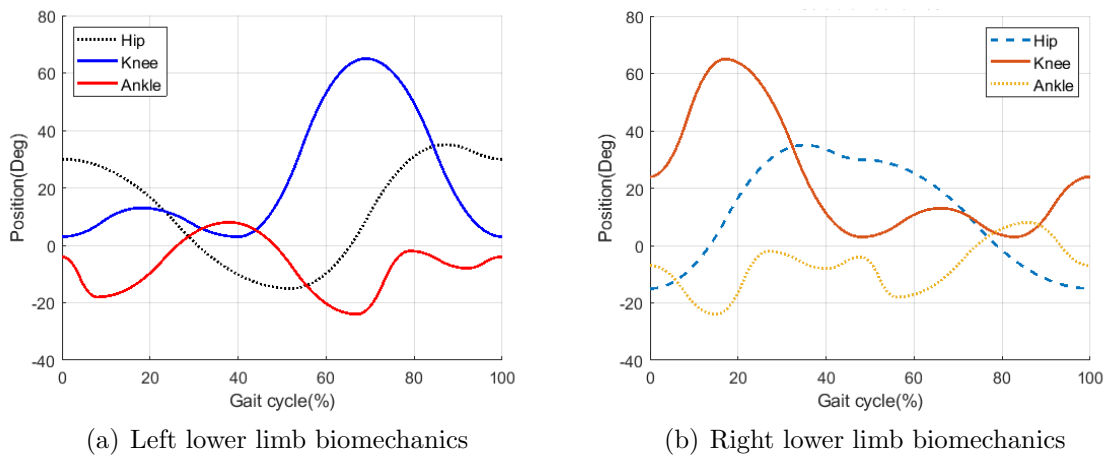 80
60
40
20
0
-20
-40
Position(Deg)
Hip
Knee
Ankle
0 20 40 60 80 100
Gait cycle(%)
(a) Left lower limb biomechanics
80
60
40
20
0
-20
-40
Position(Deg)
Hip
Knee
Ankle
0 20 40 60 80 100
Gait cycle(%)
(b) Right lower limb biomechanics